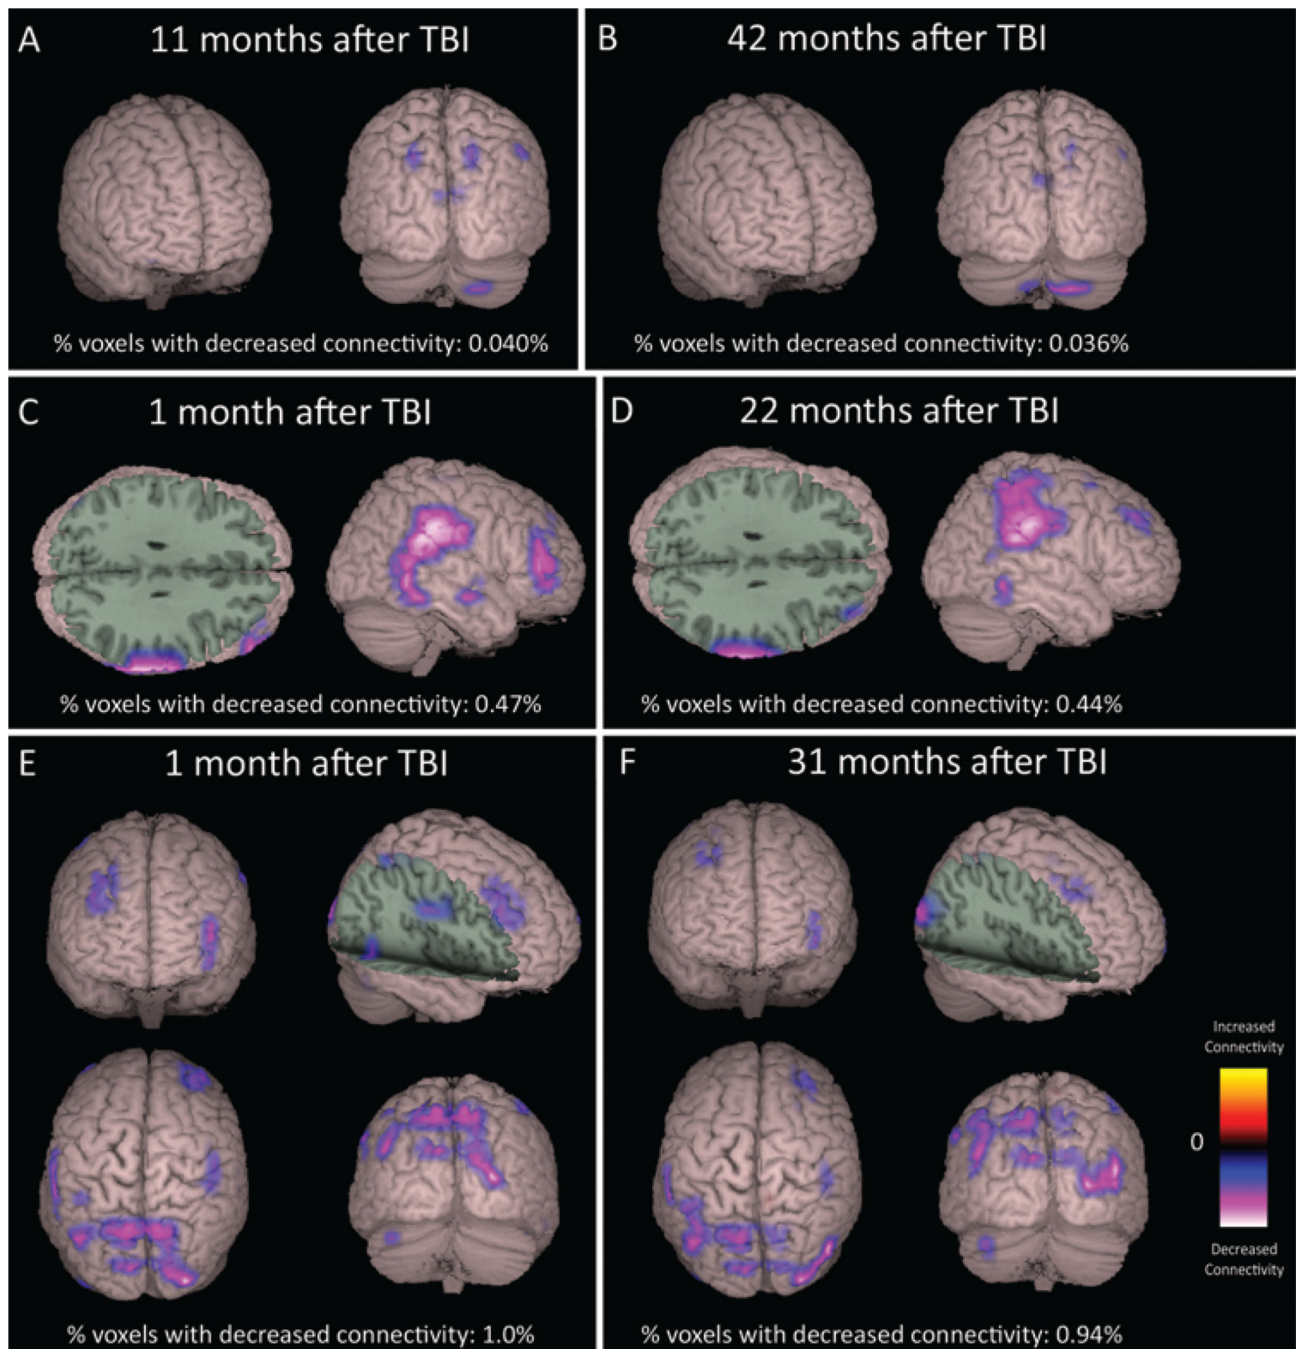 A
11 months after TBI
B
42 months after TBI
% voxels with decreased connectivity: 0.040%
% voxels with decreased connectivity: 0.036%
C
1 month after TBI
D
22 months after TBI
% voxels with decreased connectivity: 0.47%
% voxels with decreased connectivity: 0.44%
E
1 month after TBI
F
31 months after TBI
Increased
Connectivity
0
Decreased
Connectivity
% voxels with decreased connectivity: 1.0%
% voxels with decreased connectivity: 0.94%